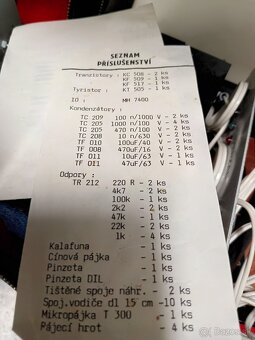 SEZNAM
PŘÍSLUŠENSTVÍ
Tranzistory : KC 508 - 2 ks
KF 509 - 1 ks
KF 517 - 1 ks
Tyristor : KT 505 - 1 ks
IO : MH 7400
Kondenzátory :
TC 209 100 n/1000 V - 2 ks
TC 205 1000 n/100 V - 4 ks
TC 205 470 n/100 V - 2 ks
TC 208 10 n/630 V - 2 ks
TF 010 100uF/40 V - 2 ks
TF 008 470uF/16 V - 2 ks
TF 011 10uF/63 V - 1 ks
TF 011 47uF/63 V - 1 ks
Odpory :
TR 212 220 R - 2 ks
4k7 - 2 ks
100k - 1 ks
2k2 - 2 ks
47k - 1 ks
22k - 2 ks
1k - 4 ks
Kalafuna - 1 ks
Cínová pájka - 1 ks
Pinzeta - 1 ks
Pinzeta DIL - 1 ks
Tištěné spoje náhr. - 2 ks
Spoj.vodiče dl 15 cm -10 ks
Mikropájka T 300 - 1 ks
Pájecí hrot - 4 ks